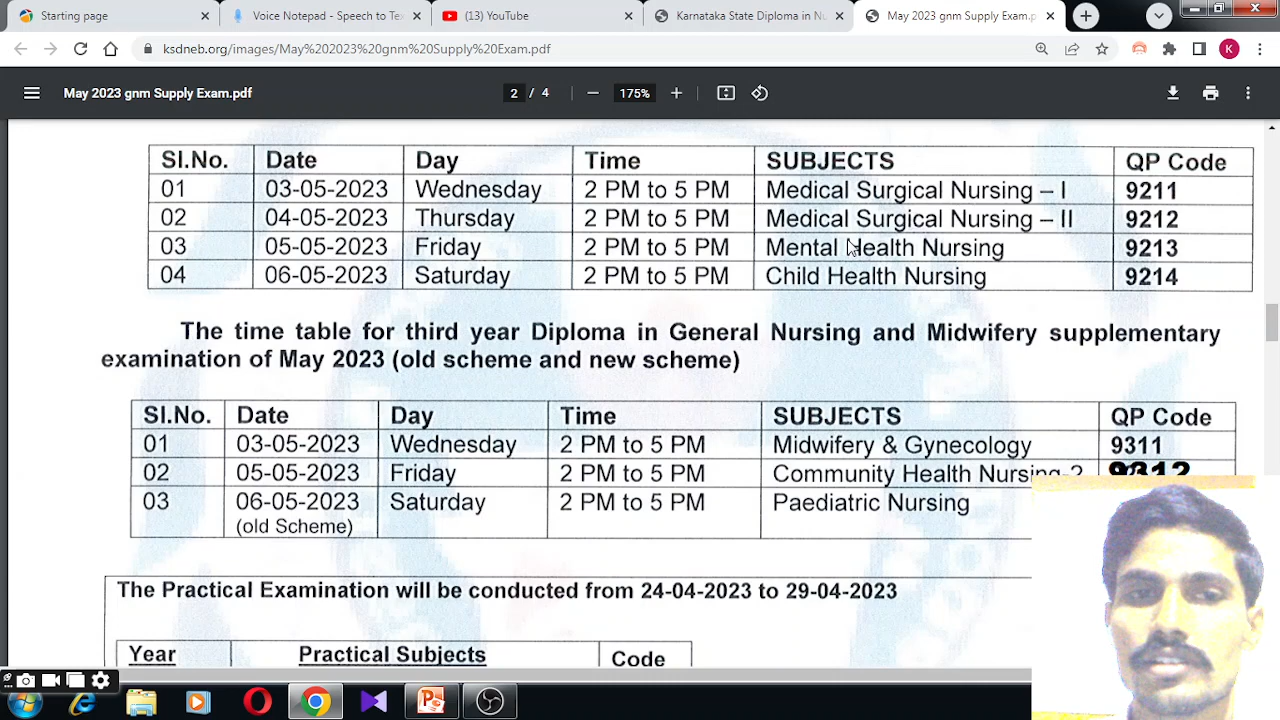 Starting page
Voice Notepad - Speech to Te
(13) YouTube
Karnataka State Diploma in Nu
May 2023 gnm Supply Exam.p
ksdneb.org/images/May%202023%20gnm%20Supply%20Exam.pdf
K
May 2023 gnm Supply Exam.pdf
2 / 4
175%
Sl.No. Date Day Time SUBJECTS QP Code
01 03-05-2023 Wednesday 2 PM to 5 PM Medical Surgical Nursing – I 9211
02 04-05-2023 Thursday 2 PM to 5 PM Medical Surgical Nursing – II 9212
03 05-05-2023 Friday 2 PM to 5 PM Mental Health Nursing 9213
04 06-05-2023 Saturday 2 PM to 5 PM Child Health Nursing 9214
The time table for third year Diploma in General Nursing and Midwifery supplementary
examination of May 2023 (old scheme and new scheme)
Sl.No. Date Day Time SUBJECTS QP Code
01 03-05-2023 Wednesday 2 PM to 5 PM Midwifery & Gynecology 9311
02 05-05-2023 Friday 2 PM to 5 PM Community Health Nursing-2 9312
03 06-05-2023 Saturday 2 PM to 5 PM Paediatric Nursing
(old Scheme)
The Practical Examination will be conducted from 24-04-2023 to 29-04-2023
Year Practical Subjects Code